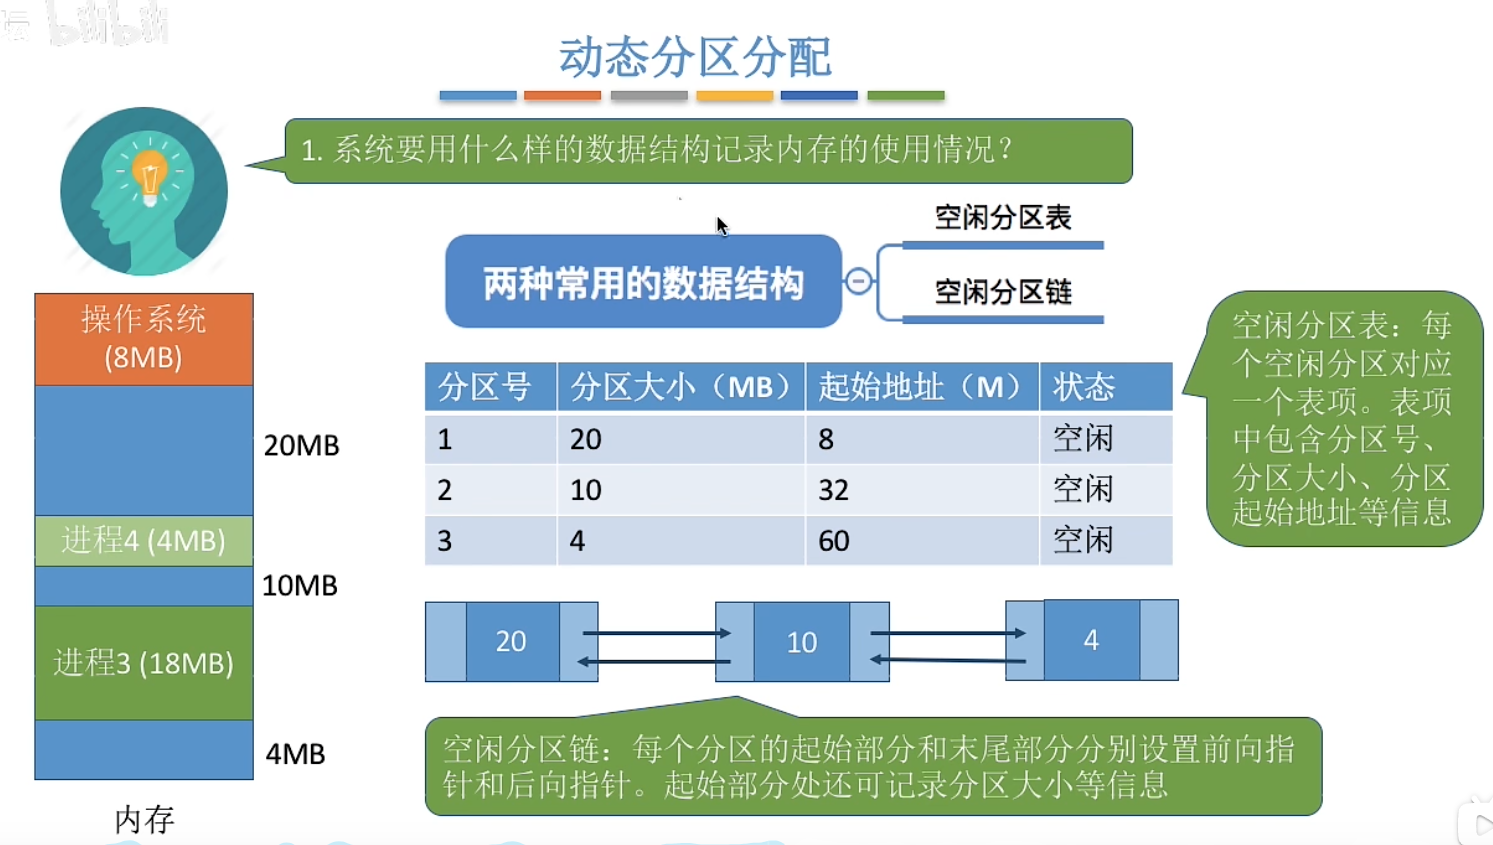 坛 bilibili
动态分区分配
1. 系统要用什么样的数据结构记录内存的使用情况？
空闲分区表
两种常用的数据结构
空闲分区链
操作系统
(8MB)
20MB
进程4 (4MB)
10MB
进程3 (18MB)
4MB
内存
分区号 分区大小（MB） 起始地址（M） 状态
1 20 8 空闲
2 10 32 空闲
3 4 60 空闲
空闲分区表：每
个空闲分区对应
一个表项。表项
中包含分区号、
分区大小、分区
起始地址等信息
20 10 4
空闲分区链：每个分区的起始部分和末尾部分分别设置前向指
针和后向指针。起始部分处还可记录分区大小等信息